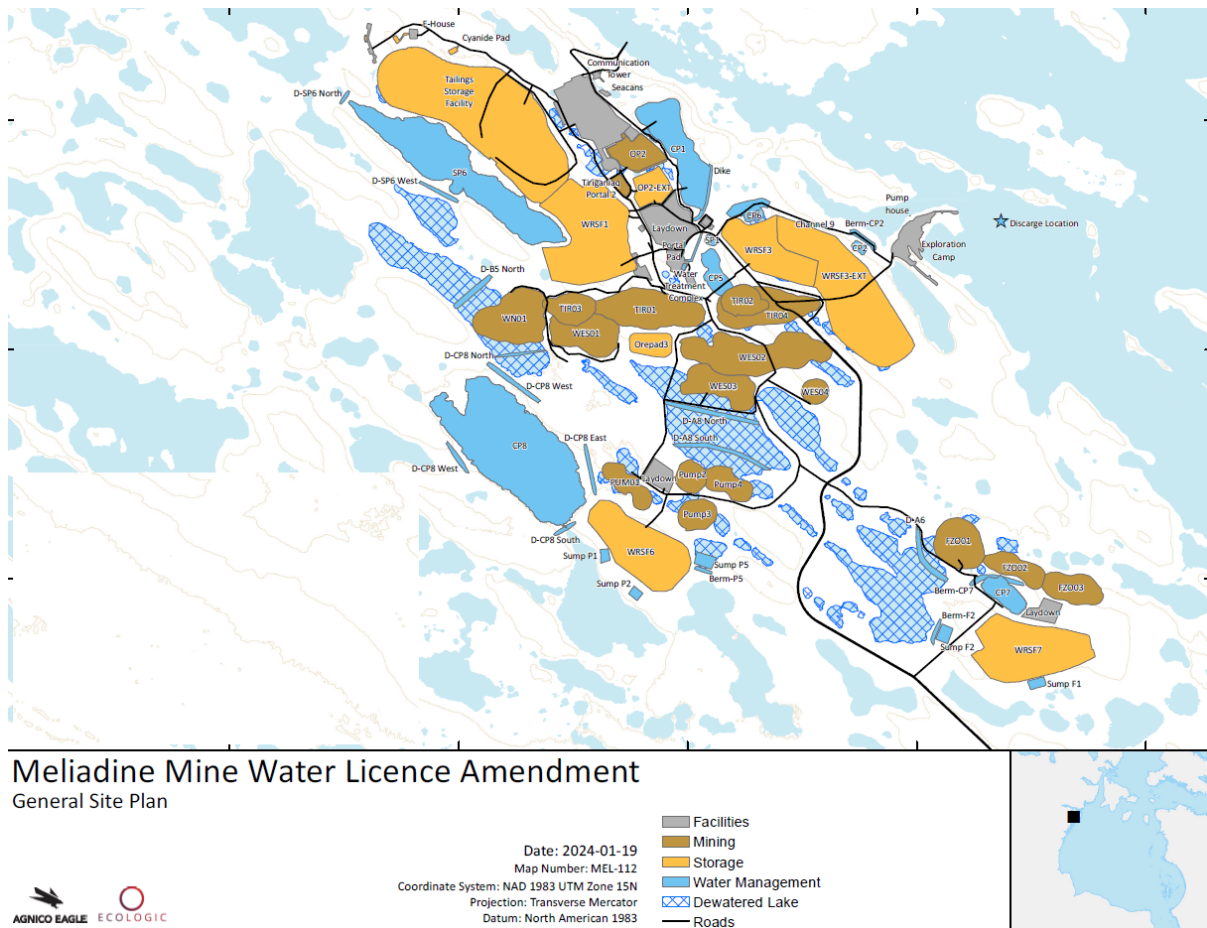 E-House
Cyanide Pad
Communication
Tower
Seacans
Tailings
Storage
Facility
D-SP6 North
OP2
CP1
SP6
Dike
D-SP6 West
Tiriganiaq
Portal 2
OP2-EXT
Pump
house
CP6
Berm-CP2
Discarge Location
WRSF1
Laydown
Channel 9
SP1
CP2
Exploration
Camp
Portal
Pad
WRSF3
D-B5 North
Water
Treatment
Complex
CP5
WRSF3-EXT
TIR03
TIR01
TIR02
TIR04
WN01
WES01
Orepad3
D-CP8 North
WES02
D-CP8 West
WES03
WES04
D-A8 North
CP8
D-CP8 East
D-A8 South
D-CP8 West
PUM01
Laydown
Pump2
Pump4
Pump3
D-A6
D-CP8 South
FZO01
Sump P1
WRSF6
Sump P5
FZO02
Berm-P5
Sump P2
Berm-CP7
CP7
FZO03
Laydown
Berm-F2
Sump F2
WRSF7
Sump F1
Meliadine Mine Water Licence Amendment
General Site Plan
Facilities
Mining
Storage
Water Management
Dewatered Lake
Roads
Date: 2024-01-19
Map Number: MEL-112
Coordinate System: NAD 1983 UTM Zone 15N
Projection: Transverse Mercator
Datum: North American 1983
AGNICO EAGLE
ECOLOGIC